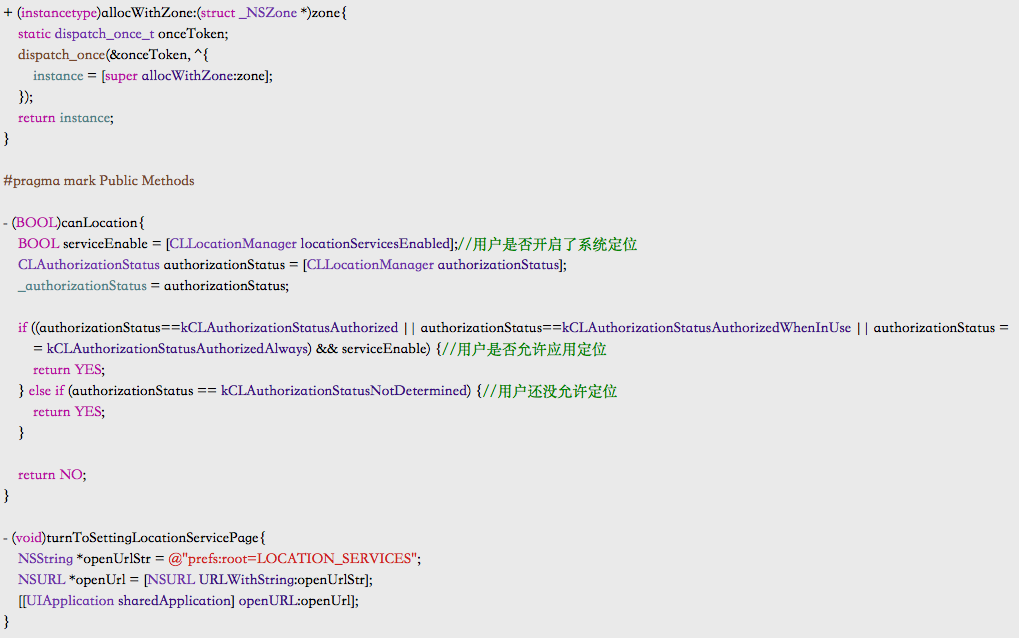 + (instancetype)allocWithZone:(struct _NSZone *)zone{
static dispatch_once_t onceToken;
dispatch_once(&onceToken, ^{
instance = [super allocWithZone:zone];
});
return instance;
}
#pragma mark Public Methods
- (BOOL)canLocation{
BOOL serviceEnable = [CLLocationManager locationServicesEnabled];//用户是否开启了系统定位
CLAuthorizationStatus authorizationStatus = [CLLocationManager authorizationStatus];
_authorizationStatus = authorizationStatus;
if ((authorizationStatus==kCLAuthorizationStatusAuthorized || authorizationStatus==kCLAuthorizationStatusAuthorizedWhenInUse || authorizationStatus =
= kCLAuthorizationStatusAuthorizedAlways) && serviceEnable) {//用户是否允许应用定位
return YES;
} else if (authorizationStatus == kCLAuthorizationStatusNotDetermined) {//用户还没允许定位
return YES;
}
return NO;
}
- (void)turnToSettingLocationServicePage{
NSString *openUrlStr = @"prefs:root=LOCATION_SERVICES";
NSURL *openUrl = [NSURL URLWithString:openUrlStr];
[[UIApplication sharedApplication] openURL:openUrl];
}